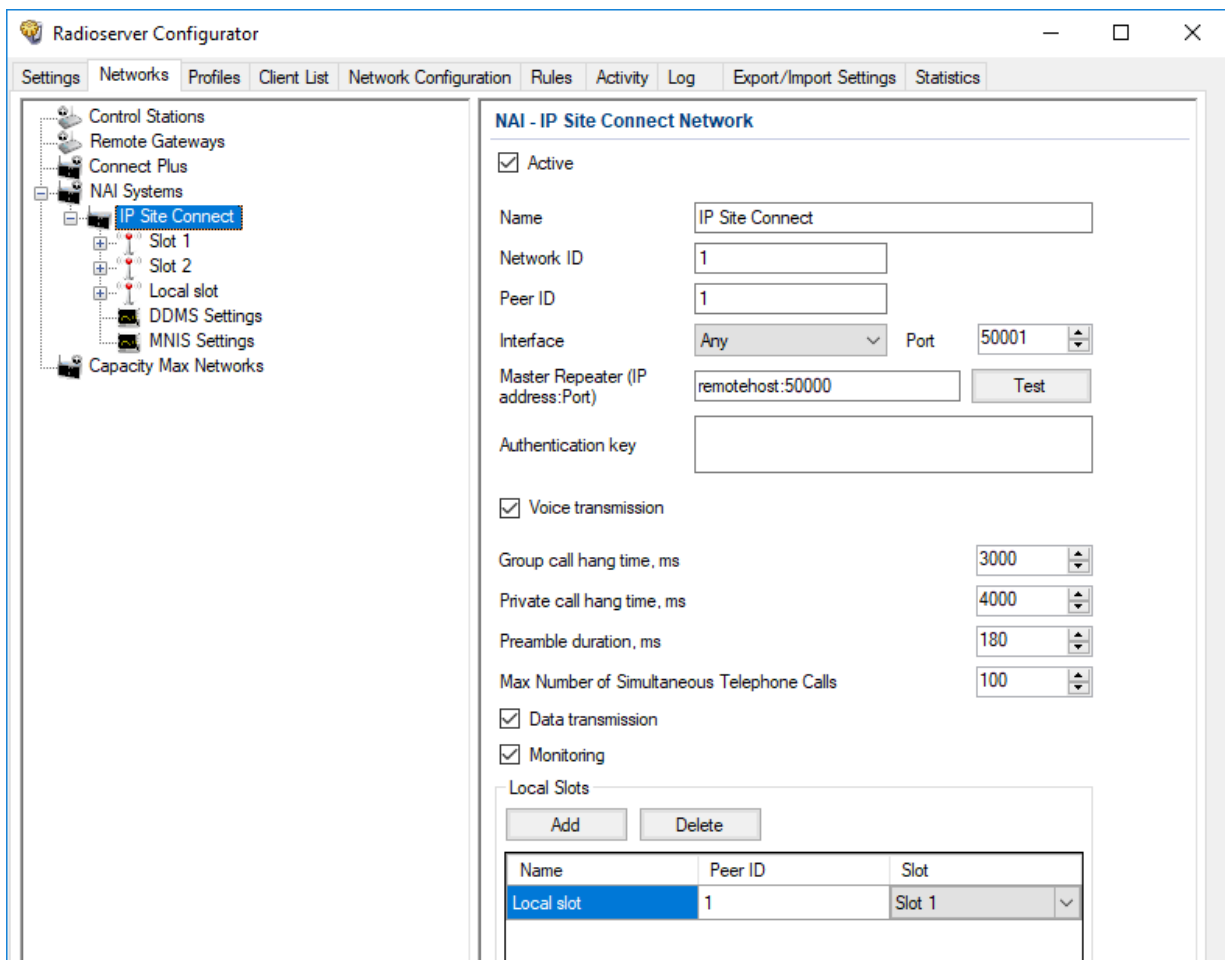 Radioserver Configurator
Settings Networks Profiles Client List Network Configuration Rules Activity Log Export/Import Settings Statistics
Control Stations
Remote Gateways
Connect Plus
NAI Systems
IP Site Connect
Slot 1
Slot 2
Local slot
DDMS Settings
MNIS Settings
Capacity Max Networks
NAI - IP Site Connect Network
Active
Name IP Site Connect
Network ID 1
Peer ID 1
Interface Any Port 50001
Master Repeater (IP
address:Port) remotehost:50000 Test
Authentication key
Voice transmission
Group call hang time, ms 3000
Private call hang time, ms 4000
Preamble duration, ms 180
Max Number of Simultaneous Telephone Calls 100
Data transmission
Monitoring
Local Slots
Add Delete
Name Peer ID Slot
Local slot 1 Slot 1